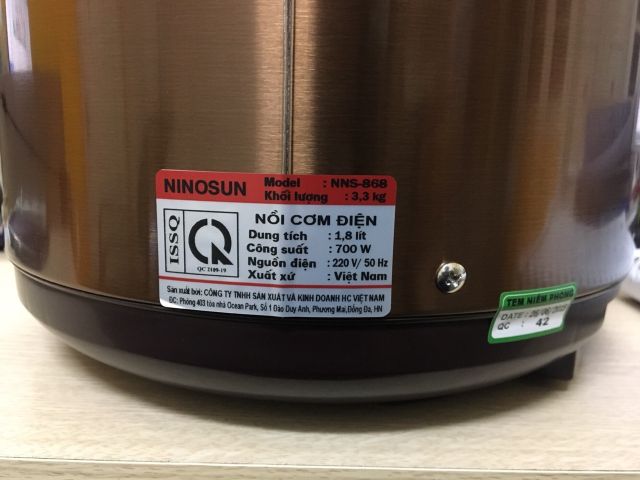 NINOSUN
Model : NNS-868
Khối lượng : 3,3 kg
ISSQ
QC 2109-19
NỒI CƠM ĐIỆN
Dung tích : 1,8 lít
Công suất : 700 W
Nguồn điện : 220 V/ 50 Hz
Xuất xứ : Việt Nam
Sản xuất bởi: CÔNG TY TNHH SẢN XUẤT VÀ KINH DOANH HC VIỆT NAM
ĐC: Phòng 403 tòa nhà Ocean Park, Số 1 Đào Duy Anh, Phương Mai,Đống Đa, HN
TEM NIÊM PHONG
DATE : 26/06/
QC : 42